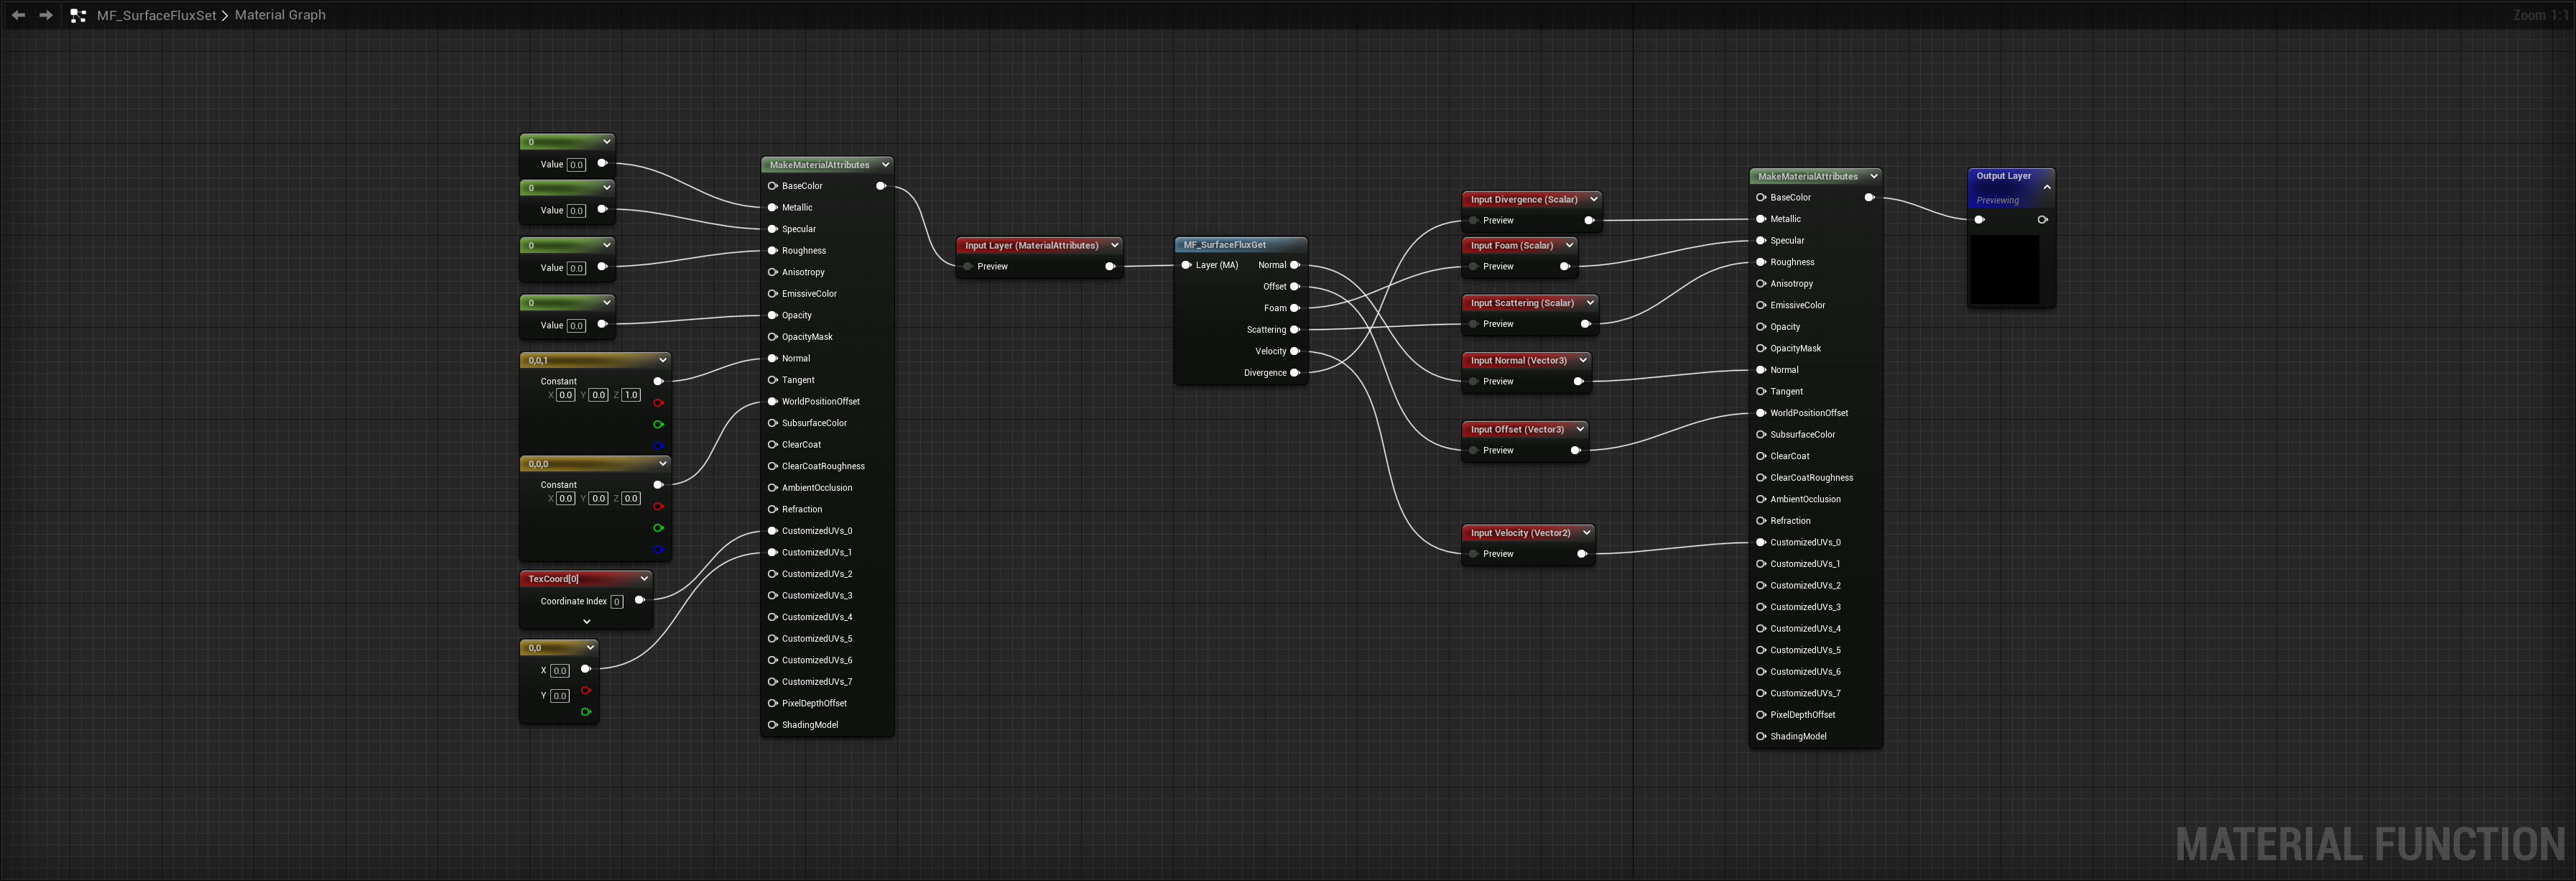 MF_SurfaceFluxSet > Material Graph
Zoom 1:1
0
Value 0.0
0
Value 0.0
0
Value 0.0
0
Value 0.0
0,0,1
Constant
X 0.0 Y 0.0 Z 1.0
0,0,0
Constant
X 0.0 Y 0.0 Z 0.0
TexCoord[0]
Coordinate Index 0
0,0
X 0.0
Y 0.0
MakeMaterialAttributes
BaseColor
Metallic
Specular
Roughness
Anisotropy
EmissiveColor
Opacity
OpacityMask
Normal
Tangent
WorldPositionOffset
SubsurfaceColor
ClearCoat
ClearCoatRoughness
AmbientOcclusion
Refraction
CustomizedUVs_0
CustomizedUVs_1
CustomizedUVs_2
CustomizedUVs_3
CustomizedUVs_4
CustomizedUVs_5
CustomizedUVs_6
CustomizedUVs_7
PixelDepthOffset
ShadingModel
Input Layer (MaterialAttributes)
Preview
MF_SurfaceFluxGet
Layer (MA) Normal
Offset
Foam
Scattering
Velocity
Divergence
Input Divergence (Scalar)
Preview
Input Foam (Scalar)
Preview
Input Scattering (Scalar)
Preview
Input Normal (Vector3)
Preview
Input Offset (Vector3)
Preview
Input Velocity (Vector2)
Preview
MakeMaterialAttributes
BaseColor
Metallic
Specular
Roughness
Anisotropy
EmissiveColor
Opacity
OpacityMask
Normal
Tangent
WorldPositionOffset
SubsurfaceColor
ClearCoat
ClearCoatRoughness
AmbientOcclusion
Refraction
CustomizedUVs_0
CustomizedUVs_1
CustomizedUVs_2
CustomizedUVs_3
CustomizedUVs_4
CustomizedUVs_5
CustomizedUVs_6
CustomizedUVs_7
PixelDepthOffset
ShadingModel
Output Layer
Previewing
MATERIAL FUNCTION